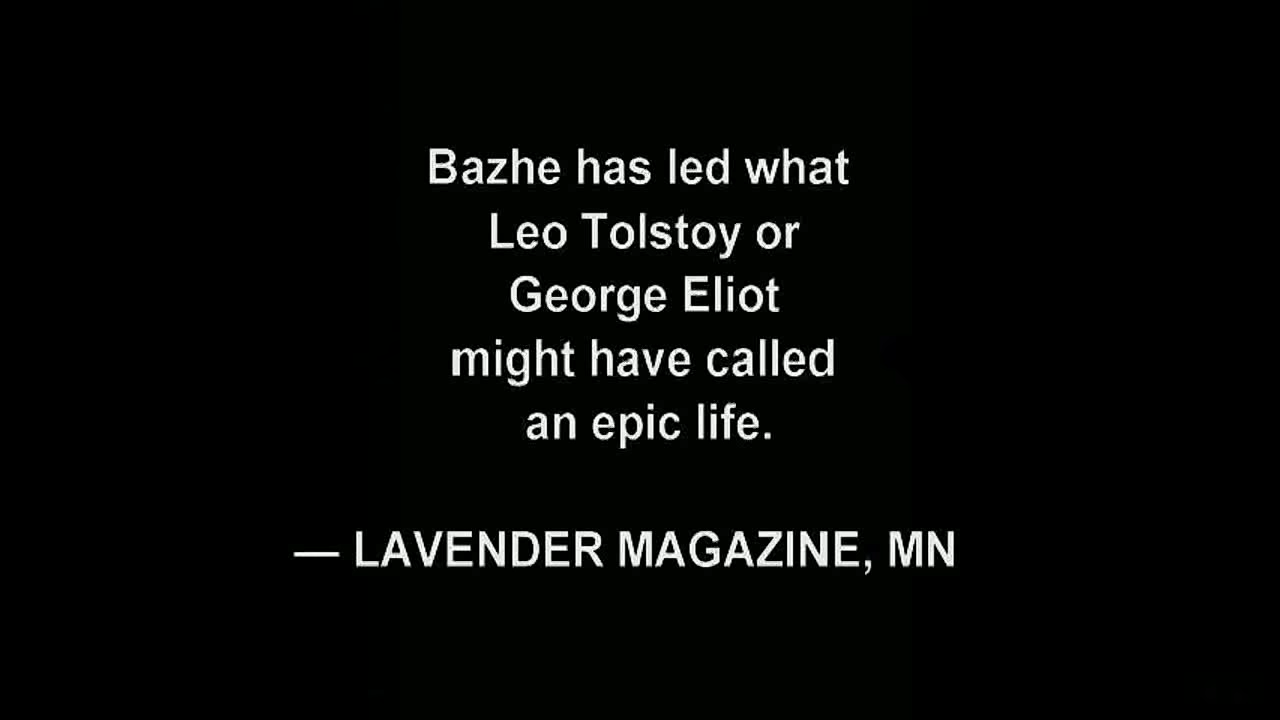 Bazhe has led what
Leo Tolstoy or
George Eliot
might have called
an epic life.
— LAVENDER MAGAZINE, MN